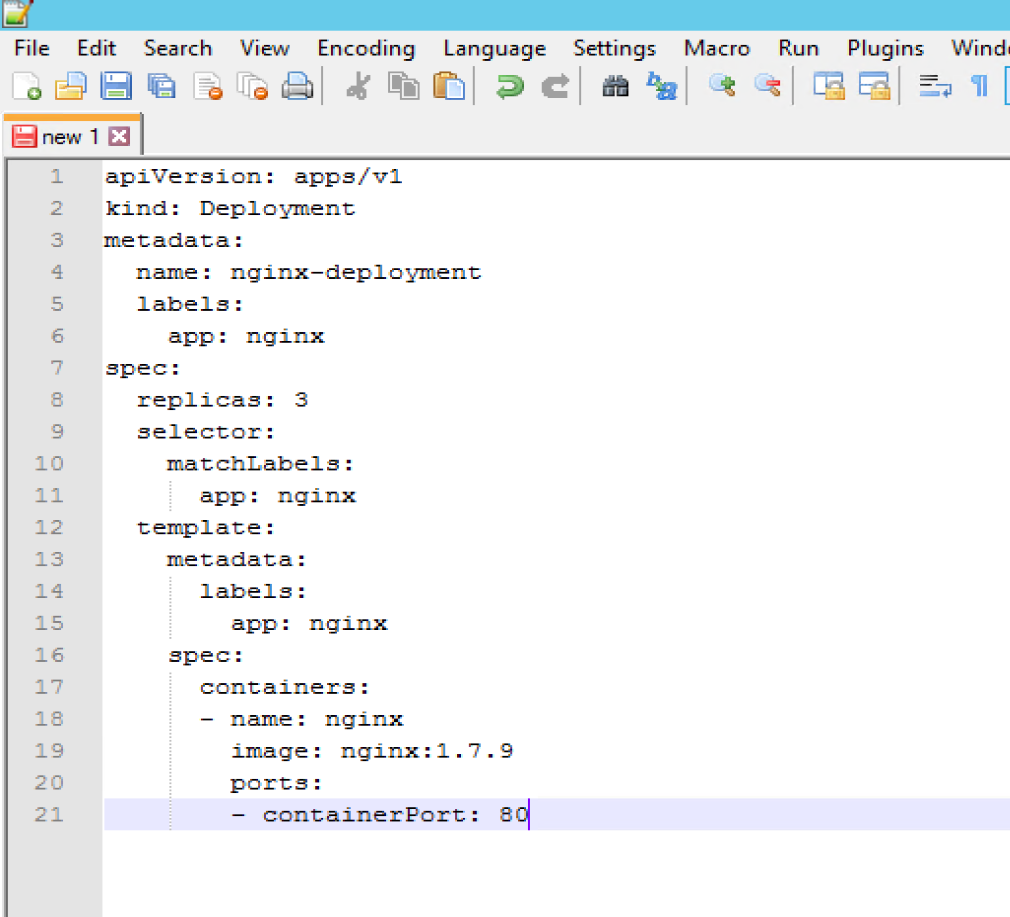 File Edit Search View Encoding Language Settings Macro Run Plugins
new 1
1 apiVersion: apps/v1
2 kind: Deployment
3 metadata:
4   name: nginx-deployment
5   labels:
6     app: nginx
7 spec:
8   replicas: 3
9   selector:
10     matchLabels:
11       app: nginx
12   template:
13     metadata:
14       labels:
15         app: nginx
16     spec:
17       containers:
18       - name: nginx
19         image: nginx:1.7.9
20         ports:
21         - containerPort: 80